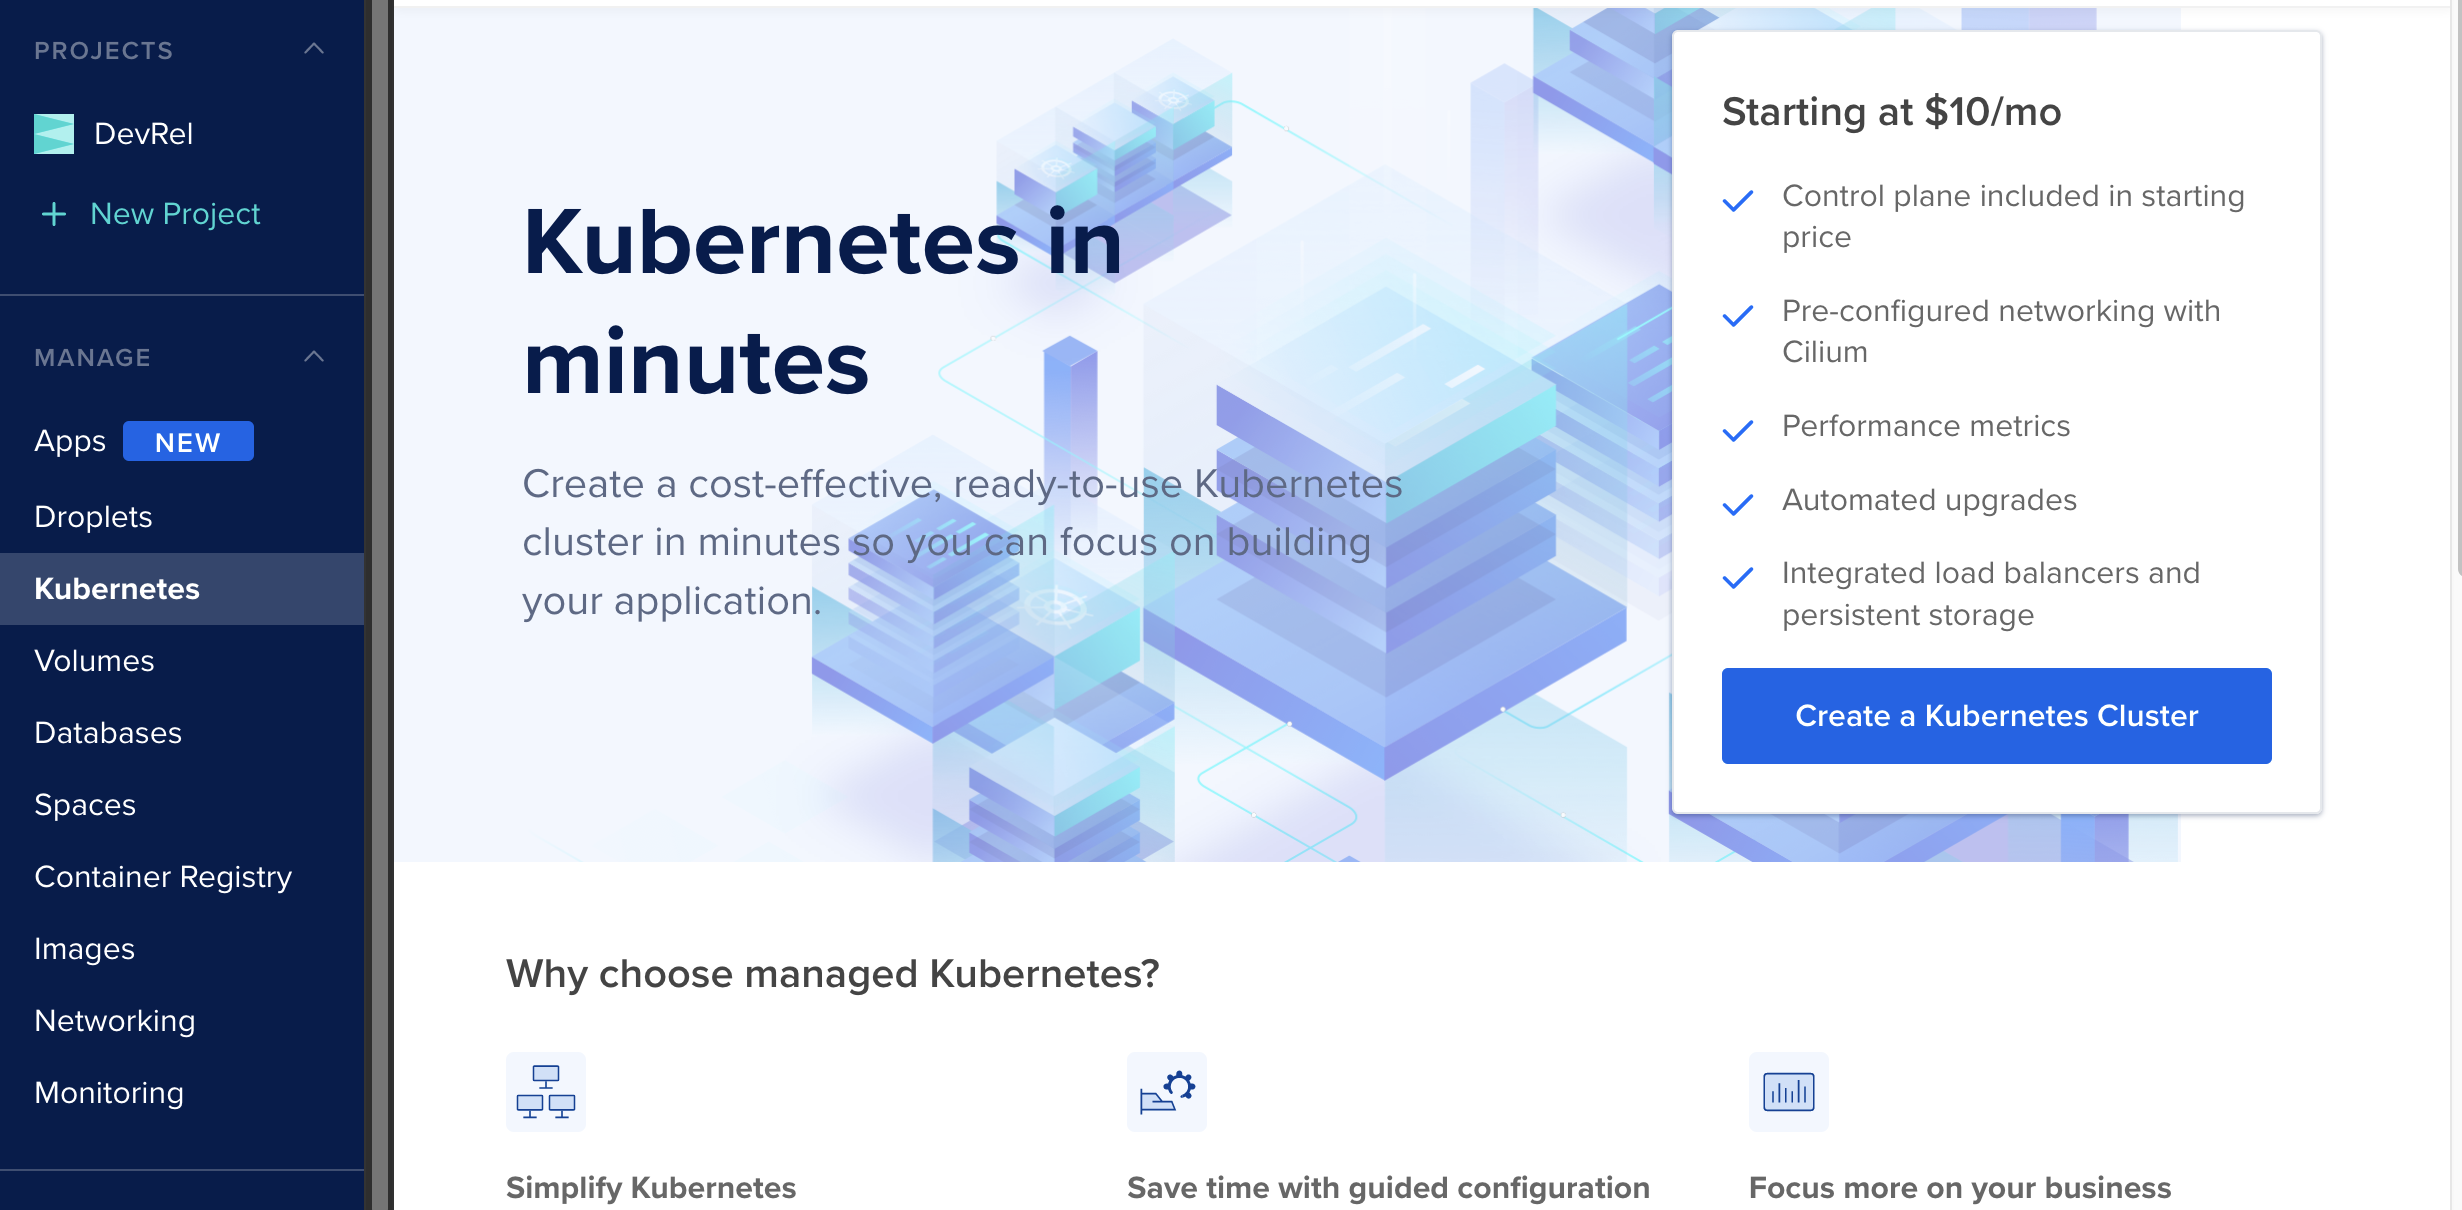 PROJECTS
DevRel
New Project
MANAGE
Apps NEW
Droplets
Kubernetes
Volumes
Databases
Spaces
Container Registry
Images
Networking
Monitoring
Kubernetes in
minutes
Create a cost-effective, ready-to-use Kubernetes
cluster in minutes so you can focus on building
your application.
Starting at $10/mo
Control plane included in starting
price
Pre-configured networking with
Cilium
Performance metrics
Automated upgrades
Integrated load balancers and
persistent storage
Create a Kubernetes Cluster
Why choose managed Kubernetes?
Simplify Kubernetes
Save time with guided configuration
Focus more on your business